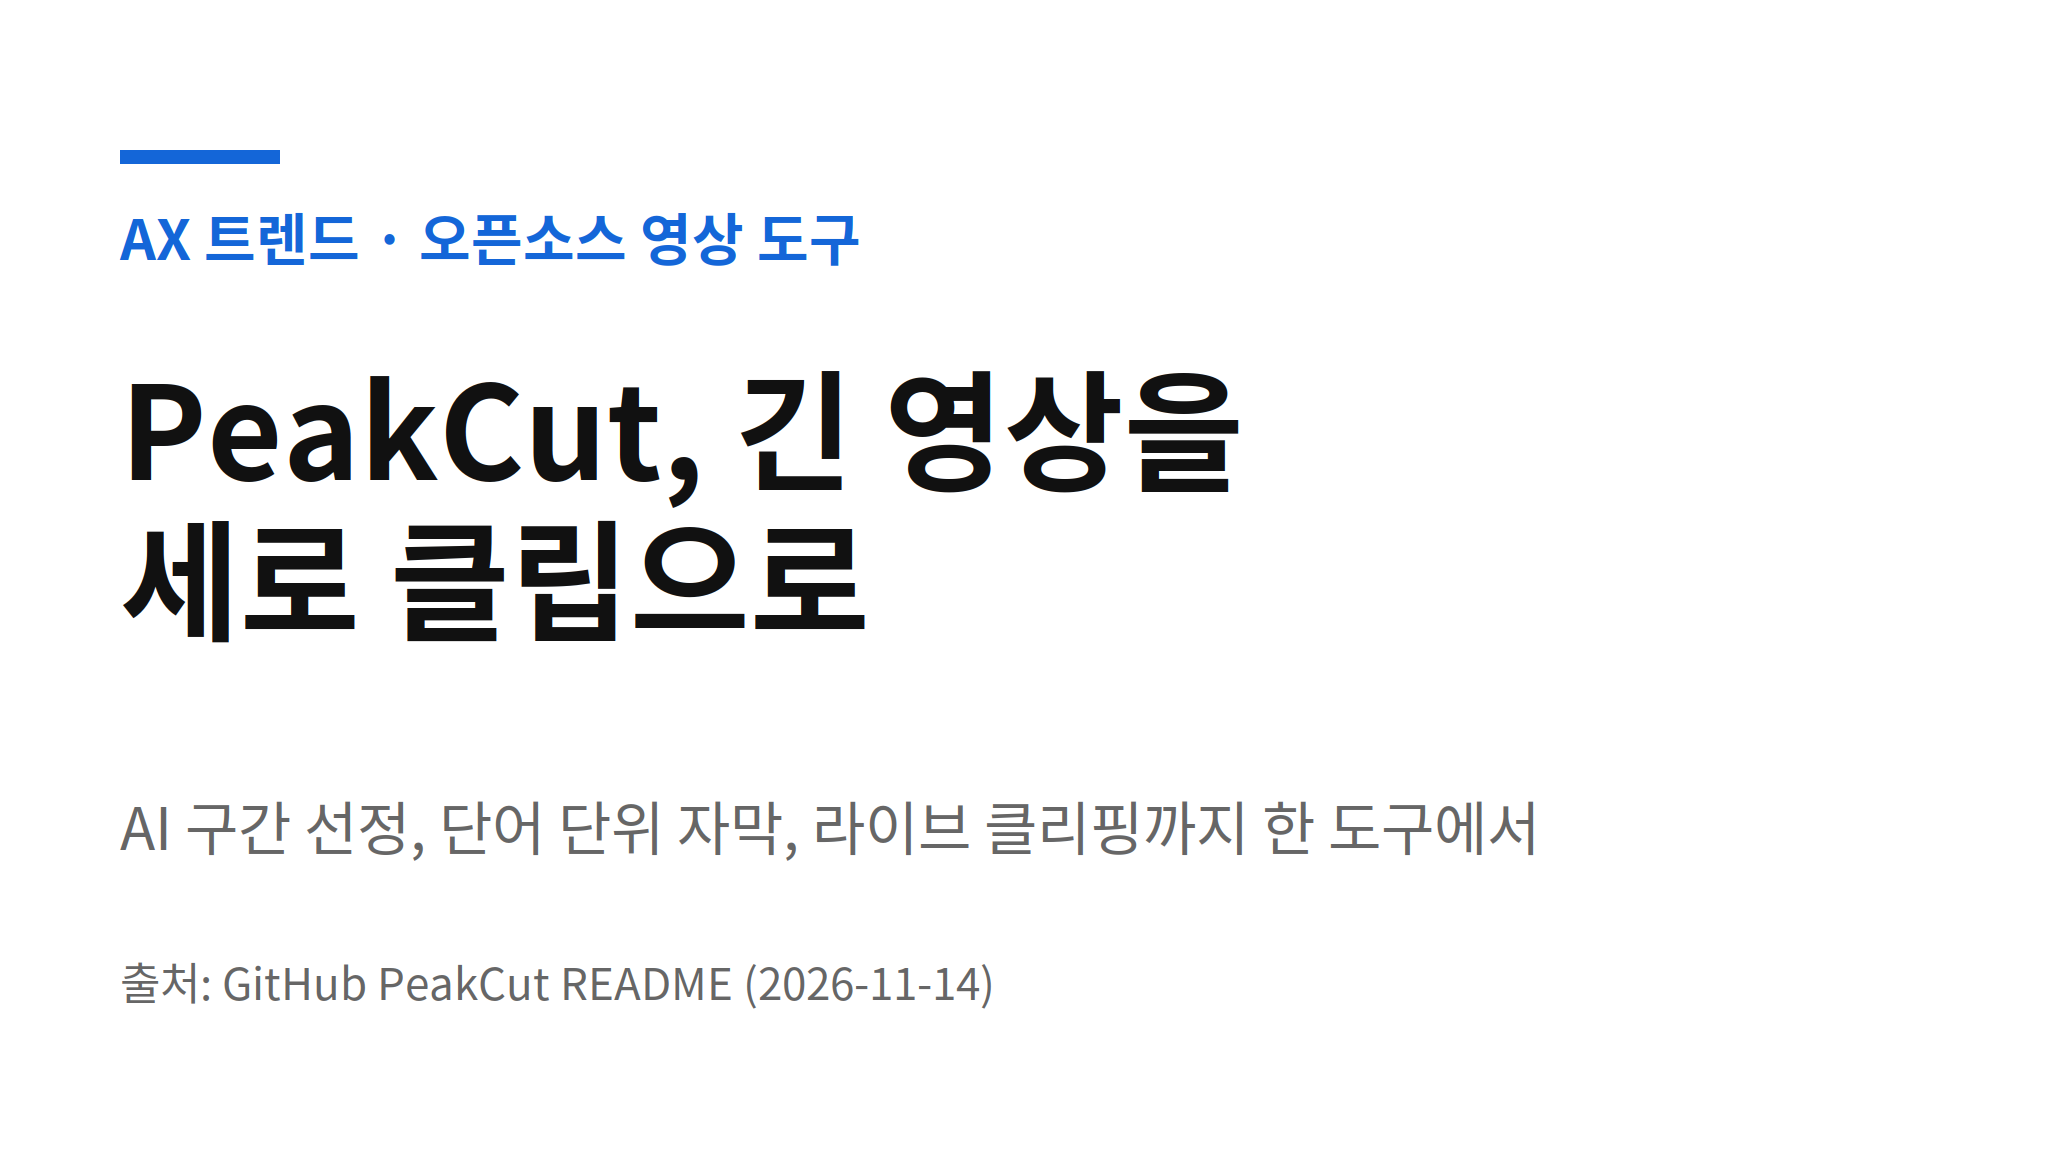 AX 트렌드 · 오픈소스 영상 도구
PeakCut, 긴 영상을
세로 클립으로
AI 구간 선정, 단어 단위 자막, 라이브 클리핑까지 한 도구에서
출처: GitHub PeakCut README (2026-11-14)